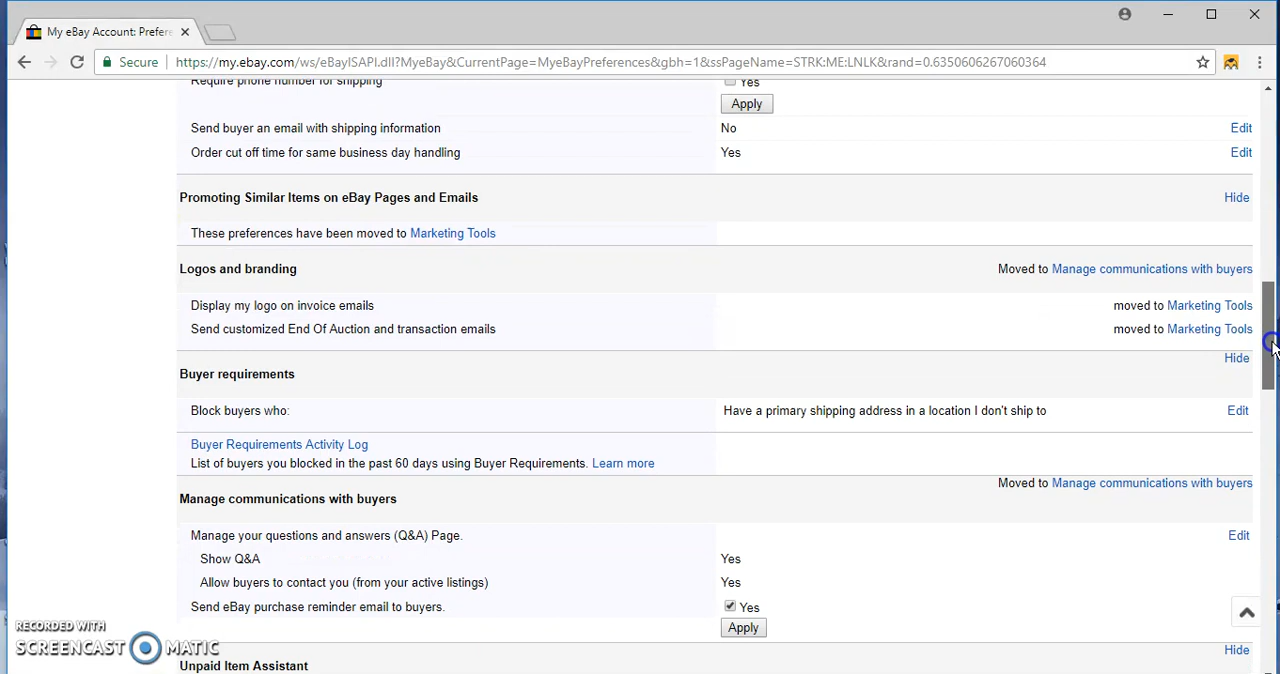 My eBay Account: Prefere
Secure https://my.ebay.com/ws/eBayISAPI.dll?MyeBay&CurrentPage=MyeBayPreferences&gbh=1&ssPageName=STRK:ME:LNLK&rand=0.6350606267060364
Require phone number for shipping Yes
Apply
Send buyer an email with shipping information No Edit
Order cut off time for same business day handling Yes Edit
Promoting Similar Items on eBay Pages and Emails Hide
These preferences have been moved to Marketing Tools
Logos and branding Moved to Manage communications with buyers
Display my logo on invoice emails moved to Marketing Tools
Send customized End Of Auction and transaction emails moved to Marketing Tools
Hide
Buyer requirements
Block buyers who: Have a primary shipping address in a location I don't ship to Edit
Buyer Requirements Activity Log
List of buyers you blocked in the past 60 days using Buyer Requirements. Learn more
Moved to Manage communications with buyers
Manage communications with buyers
Manage your questions and answers (Q&A) Page. Edit
Show Q&A Yes
Allow buyers to contact you (from your active listings) Yes
Send eBay purchase reminder email to buyers. Yes
Apply
RECORDED WITH
SCREENCAST MATIC
Hide
Unpaid Item Assistant